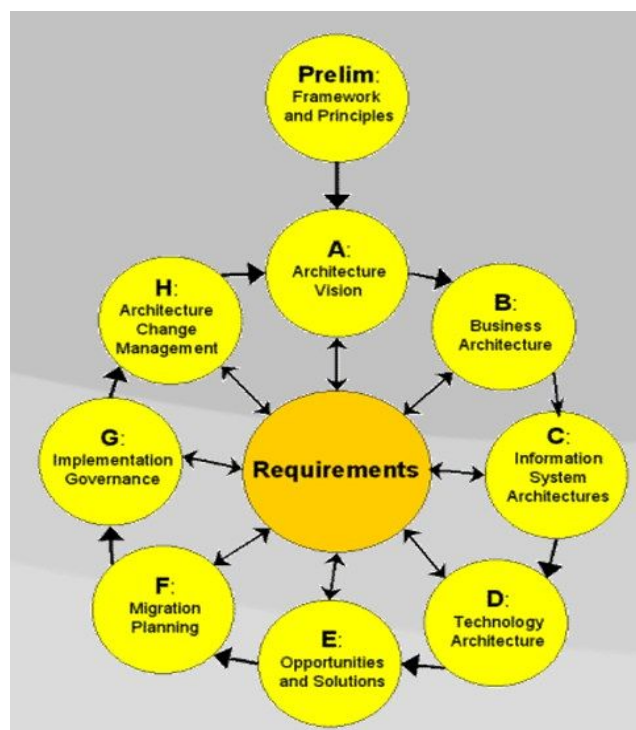 Prelim:
Framework
and Principles
A:
Architecture
Vision
H:
Architecture
Change
Management
B:
Business
Architecture
G:
Implementation
Governance
Requirements
C:
Information
System
Architectures
F:
Migration
Planning
D:
Technology
Architecture
E:
Opportunities
and Solutions